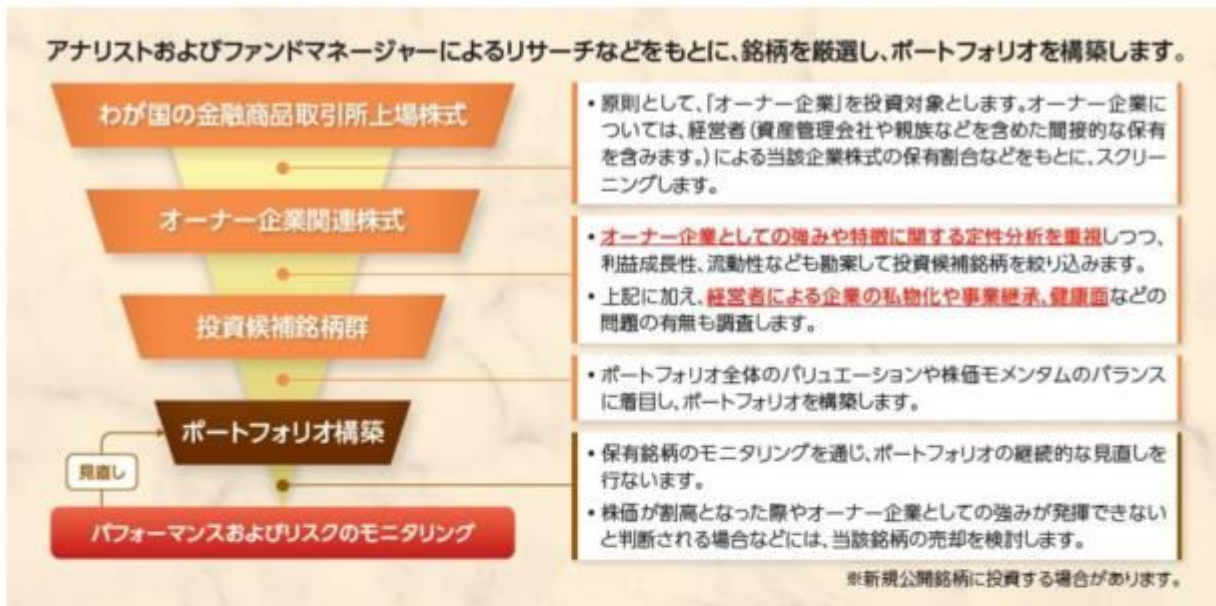 アナリストおよびファンドマネージャーによるリサーチなどをもとに、銘柄を厳選し、ポートフォリオを構築します。
わが国の金融商品取引所上場株式
・原則として、「オーナー企業」を投資対象とします。オーナー企業に
ついては、経営者(資産管理会社や親族などを含めた間接的な保有
を含みます。)による当該企業株式の保有割合などをもとに、スクリー
ニングします。
オーナー企業関連株式
・オーナー企業としての強みや特徴に関する定性分析を重視しつつ、
利益成長性、流動性なども勘案して投資候補銘柄を絞り込みます。
・上記に加え、経営者による企業の私物化や事業継承、健康面などの
問題の有無も調査します。
投資候補銘柄群
・ポートフォリオ全体のバリュエーションや株価モメンタムのバランス
に着目し、ポートフォリオを構築します。
ポートフォリオ構築
見直し
・保有銘柄のモニタリングを通じ、ポートフォリオの継続的な見直しを
行ないます。
・株価が割高となった際やオーナー企業としての強みが発揮できない
と判断される場合などには、当該銘柄の売却を検討します。
パフォーマンスおよびリスクのモニタリング
※新規公開銘柄に投資する場合があります。